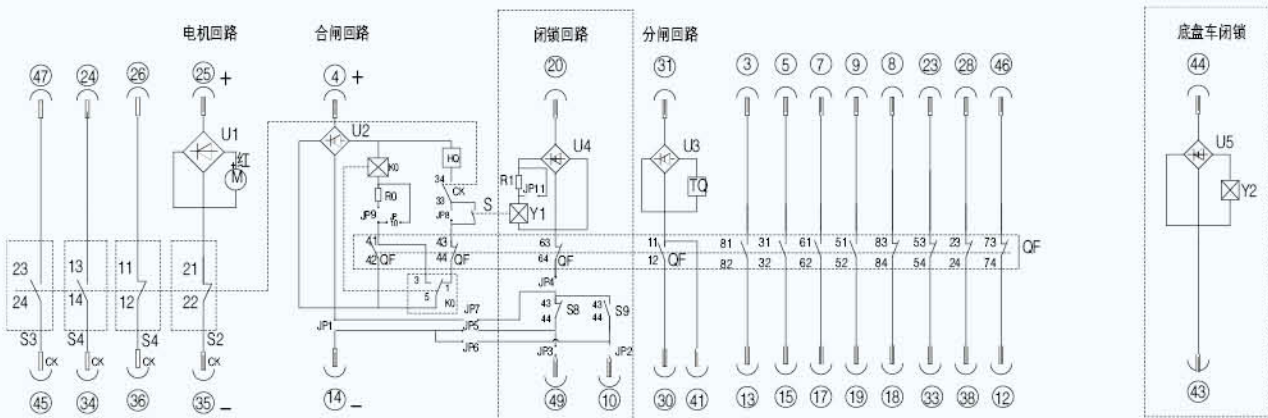 电机回路 合闸回路 闭锁回路 分闸回路 底盘车闭锁
47 24 26 25 + 4 + 20 31 3 5 7 9 8 23 28 46 44
U1 U2 U4 U3 U5
红
M
K0 HQ R1 JP11 TQ Y2
34 CK
R0 33 S Y1
JP9 JP10 JP8
41 43 63 11 81 31 61 51 83 53 23 73 QF
42 QF 44 QF 64 QF 12 QF 82 32 62 52 84 54 24 74
23 13 11 21
3 1 JP4
24 14 12 22 5 K0
JP7 43 S8 43 S9
JP1 JP5 44 44
S3 S4 S4 S2 JP6 JP3 JP2
CK CK CK CK
45 34 36 35 - 14 - 49 10 30 41 13 15 17 19 18 33 38 12 43